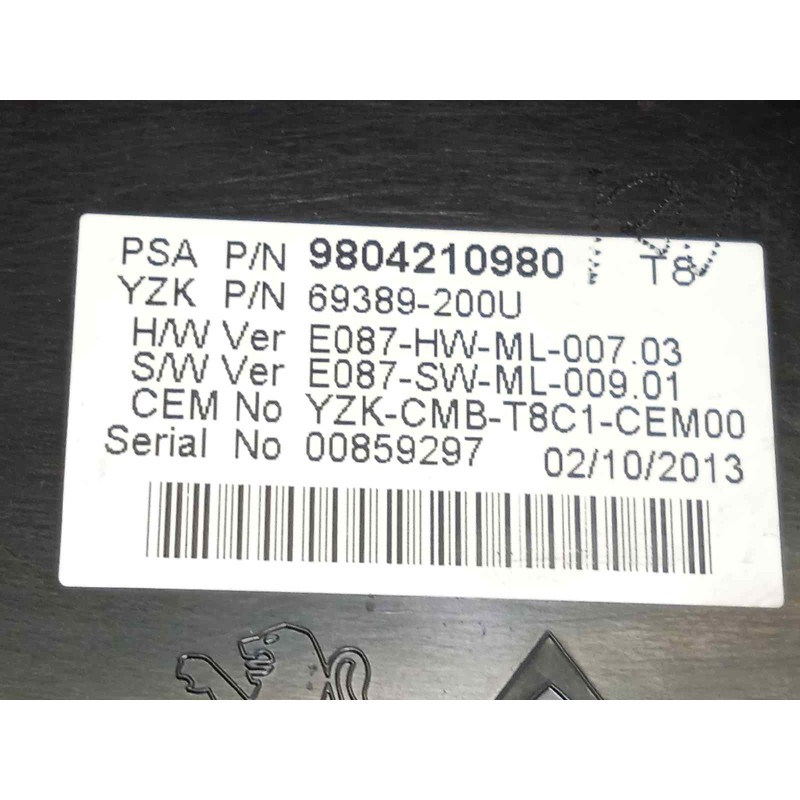 PSA P/N 9804210980 T8
YZK P/N 69389-200U
H/W Ver E087-HW-ML-007.03
S/W Ver E087-SW-ML-009.01
CEM No YZK-CMB-T8C1-CEM00
Serial No 00859297 02/10/2013